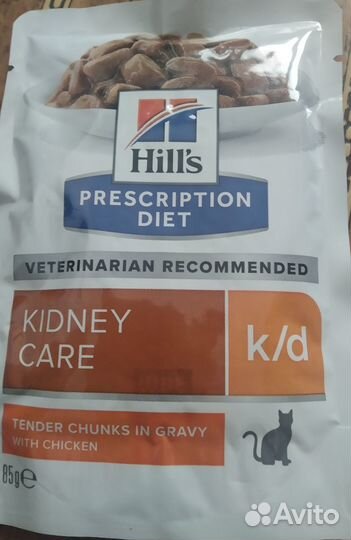 Hill's
PRESCRIPTION
DIET
VETERINARIAN RECOMMENDED
KIDNEY
CARE
k/d
TENDER CHUNKS IN GRAVY
WITH CHICKEN
85g℮
Avito